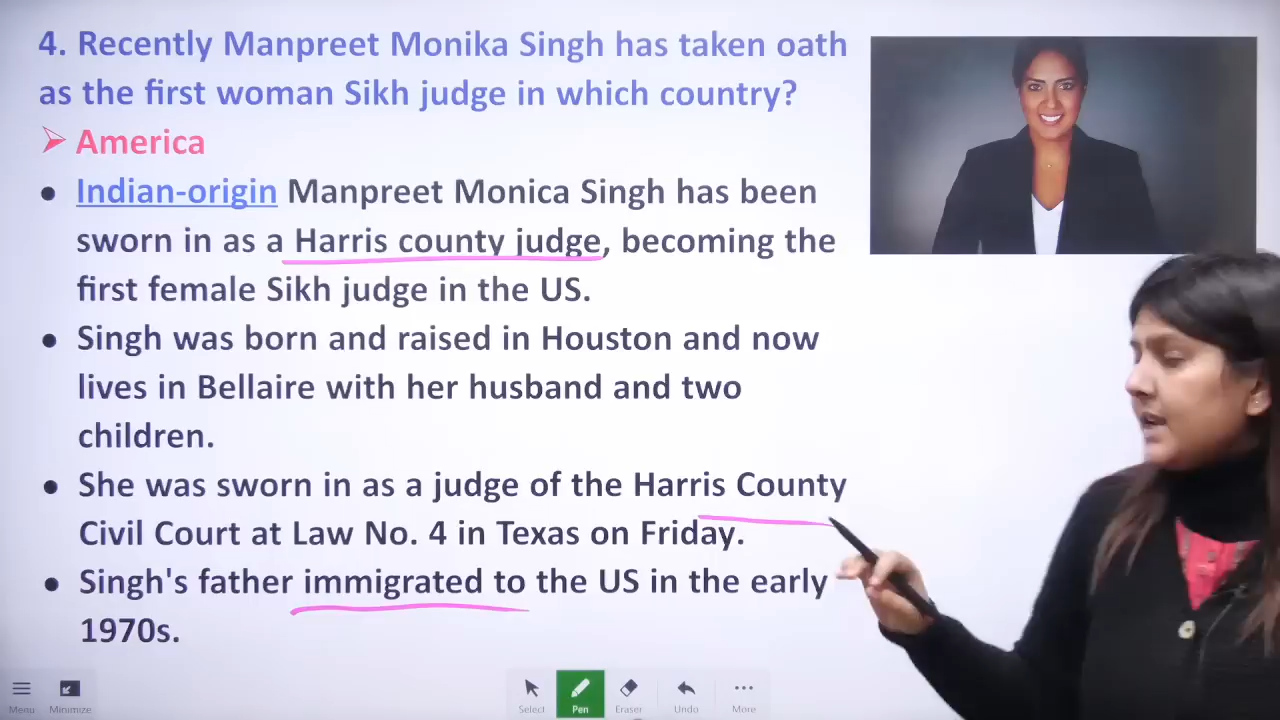 4. Recently Manpreet Monika Singh has taken oath
as the first woman Sikh judge in which country?
➢ America
• Indian-origin Manpreet Monica Singh has been
sworn in as a Harris county judge, becoming the
first female Sikh judge in the US.
• Singh was born and raised in Houston and now
lives in Bellaire with her husband and two
children.
• She was sworn in as a judge of the Harris County
Civil Court at Law No. 4 in Texas on Friday.
• Singh's father immigrated to the US in the early
1970s.
Menu
Minimize
Select
Pen
Eraser
Undo
More